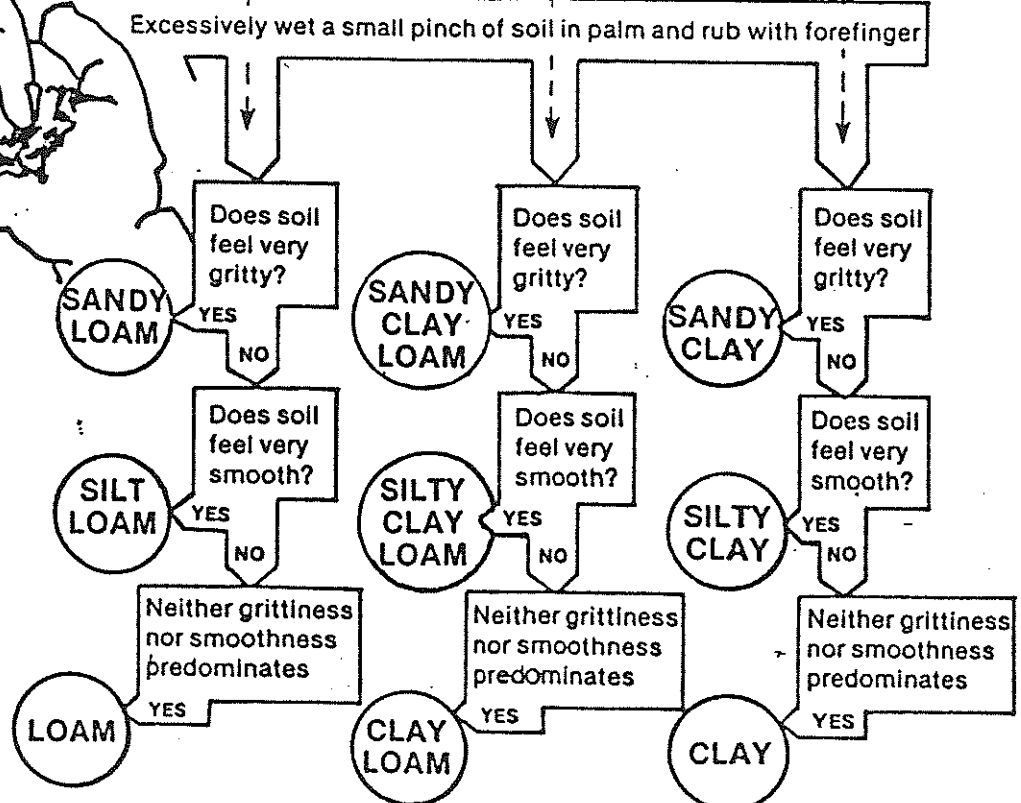 Excessively wet a small pinch of soil in palm and rub with forefinger
Does soil
feel very
gritty?
SANDY
LOAM
YES
NO
Does soil
feel very
smooth?
SILT
LOAM
YES
NO
Neither grittiness
nor smoothness
predominates
LOAM
YES
Does soil
feel very
gritty?
SANDY
CLAY
LOAM
YES
NO
Does soil
feel very
smooth?
SILTY
CLAY
LOAM
YES
NO
Neither grittiness
nor smoothness
predominates
CLAY
LOAM
YES
Does soil
feel very
gritty?
SANDY
CLAY
YES
NO
Does soil
feel very
smooth?
SILTY
CLAY
YES
NO
Neither grittiness
nor smoothness
predominates
CLAY
YES